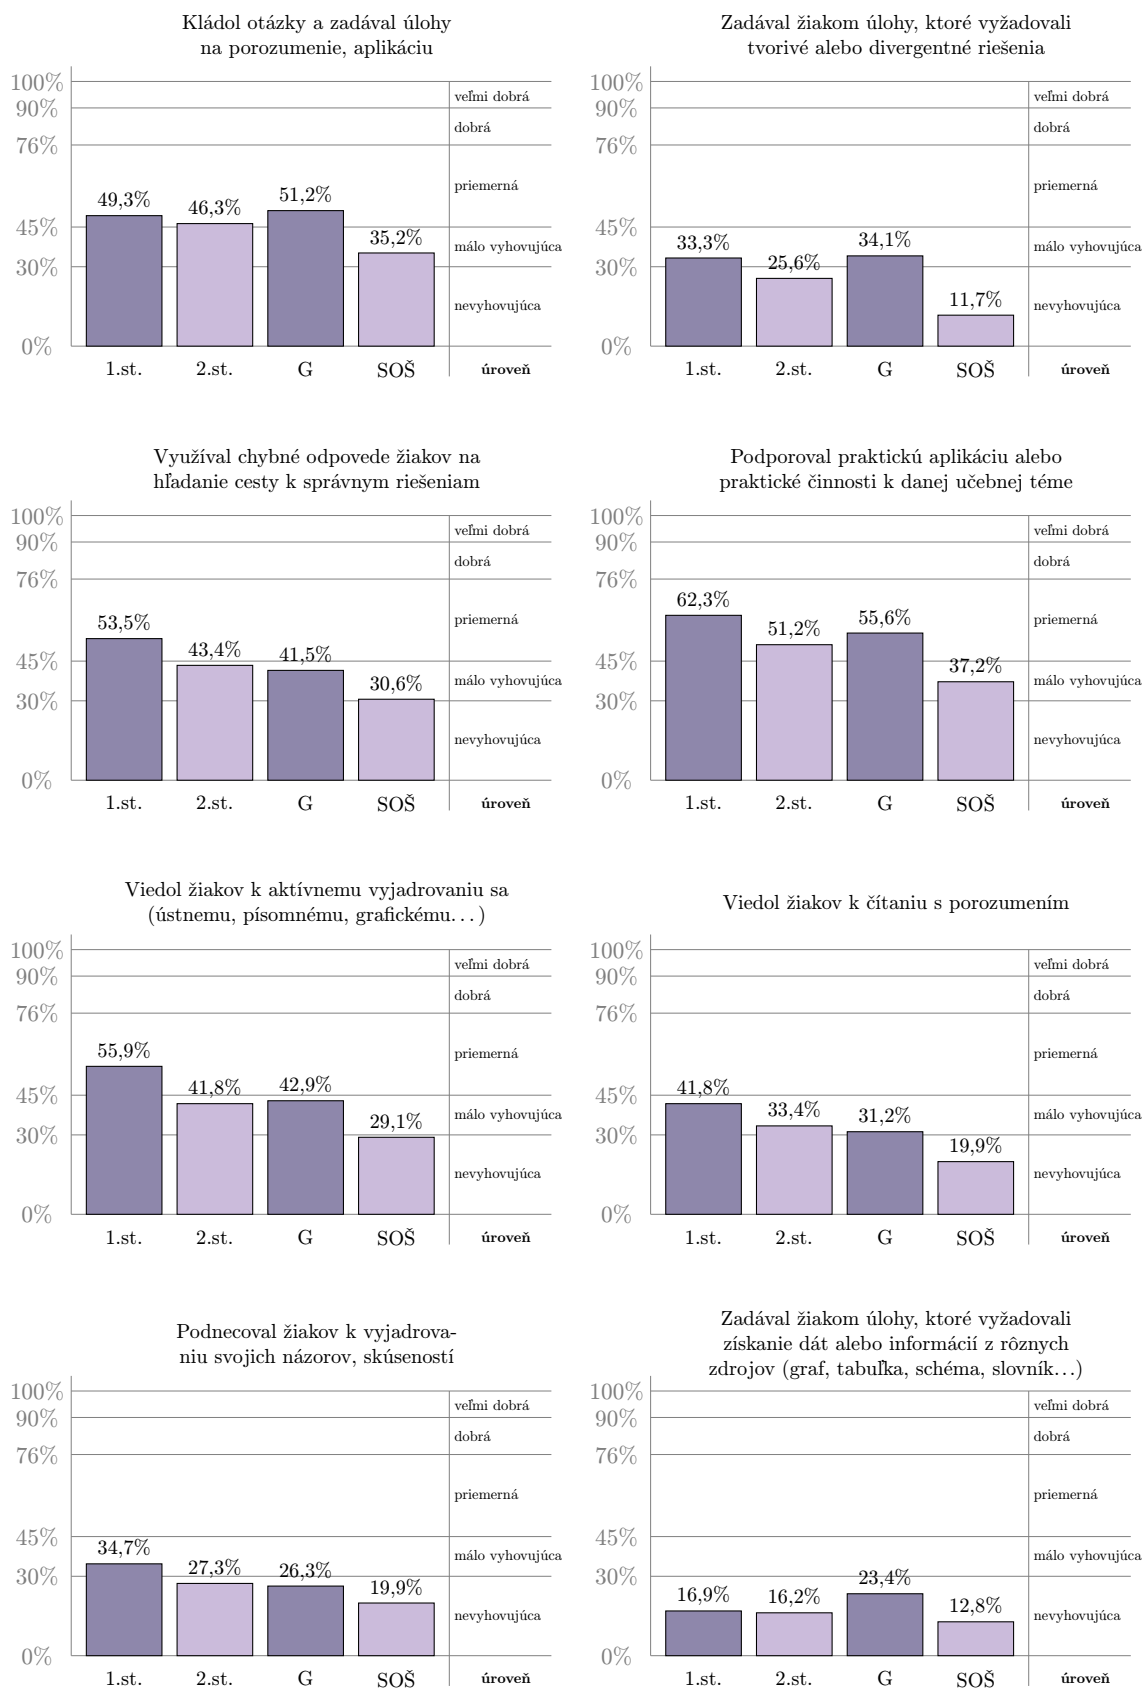 Kládol otázky a zadával úlohy
na porozumenie, aplikáciu
100%
90%
76%
45%
30%
0%
49,3%
46,3%
51,2%
35,2%
veľmi dobrá
dobrá
priemerná
málo vyhovujúca
nevyhovujúca
1.st.
2.st.
G
SOŠ
úroveň
Zadával žiakom úlohy, ktoré vyžadovali
tvorivé alebo divergentné riešenia
100%
90%
76%
45%
30%
0%
33,3%
25,6%
34,1%
11,7%
veľmi dobrá
dobrá
priemerná
málo vyhovujúca
nevyhovujúca
1.st.
2.st.
G
SOŠ
úroveň
Využíval chybné odpovede žiakov na
hľadanie cesty k správnym riešeniam
100%
90%
76%
45%
30%
0%
53,5%
43,4%
41,5%
30,6%
veľmi dobrá
dobrá
priemerná
málo vyhovujúca
nevyhovujúca
1.st.
2.st.
G
SOŠ
úroveň
Podporoval praktickú aplikáciu alebo
praktické činnosti k danej učebnej téme
100%
90%
76%
45%
30%
0%
62,3%
51,2%
55,6%
37,2%
veľmi dobrá
dobrá
priemerná
málo vyhovujúca
nevyhovujúca
1.st.
2.st.
G
SOŠ
úroveň
Viedol žiakov k aktívnemu vyjadrovaniu sa
(ústnemu, písomnému, grafickému...)
100%
90%
76%
45%
30%
0%
55,9%
41,8%
42,9%
29,1%
veľmi dobrá
dobrá
priemerná
málo vyhovujúca
nevyhovujúca
1.st.
2.st.
G
SOŠ
úroveň
Viedol žiakov k čítaniu s porozumením
100%
90%
76%
45%
30%
0%
41,8%
33,4%
31,2%
19,9%
veľmi dobrá
dobrá
priemerná
málo vyhovujúca
nevyhovujúca
1.st.
2.st.
G
SOŠ
úroveň
Podnecoval žiakov k vyjadrova-
niu svojich názorov, skúseností
100%
90%
76%
45%
30%
0%
34,7%
27,3%
26,3%
19,9%
veľmi dobrá
dobrá
priemerná
málo vyhovujúca
nevyhovujúca
1.st.
2.st.
G
SOŠ
úroveň
Zadával žiakom úlohy, ktoré vyžadovali
získanie dát alebo informácií z rôznych
zdrojov (graf, tabuľka, schéma, slovník...)
100%
90%
76%
45%
30%
0%
16,9%
16,2%
23,4%
12,8%
veľmi dobrá
dobrá
priemerná
málo vyhovujúca
nevyhovujúca
1.st.
2.st.
G
SOŠ
úroveň